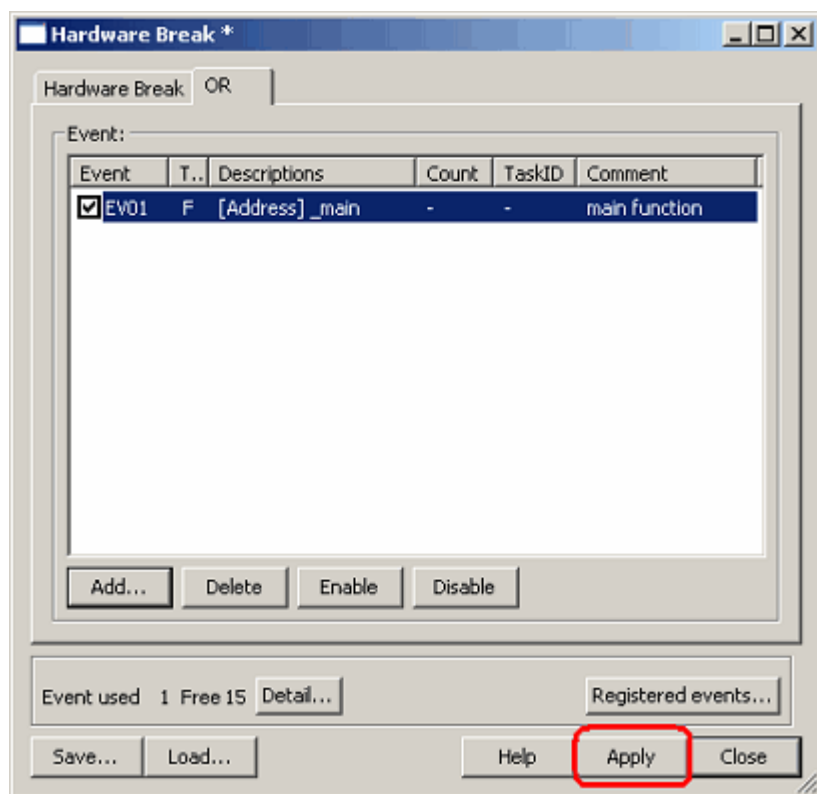 Hardware Break *
Hardware Break OR
Event:
Event T.. Descriptions Count TaskID Comment
EV01 F [Address] _main - - main function
Add... Delete Enable Disable
Event used 1 Free 15 Detail... Registered events...
Save... Load... Help Apply Close